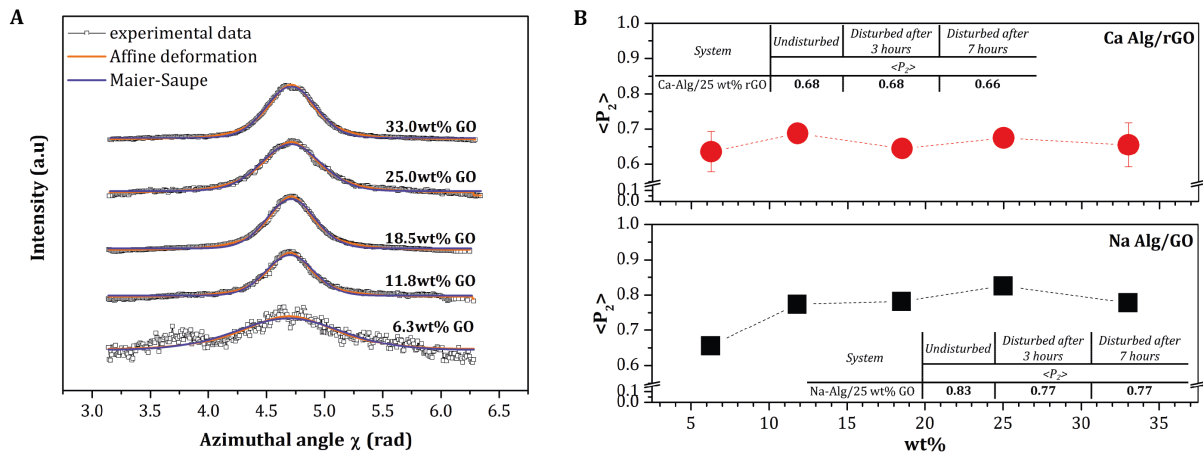 A
experimental data
Affine deformation
Maier-Saupe
33.0wt% GO
25.0wt% GO
18.5wt% GO
11.8wt% GO
6.3wt% GO
Intensity (a.u)
3.0 3.5 4.0 4.5 5.0 5.5 6.0 6.5
Azimuthal angle χ (rad)
B
Ca Alg/rGO
System Undisturbed Disturbed after 3 hours Disturbed after 7 hours
<P₂>
Ca-Alg/25 wt% rGO 0.68 0.68 0.66
<P₂>
1.0
0.9
0.8
0.7
0.6
0.1
0.0
Na Alg/GO
<P₂>
1.0
0.9
0.8
0.7
0.6
0.1
0.0
System Undisturbed Disturbed after 3 hours Disturbed after 7 hours
<P₂>
Na-Alg/25 wt% GO 0.83 0.77 0.77
5 10 15 20 25 30 35
wt%